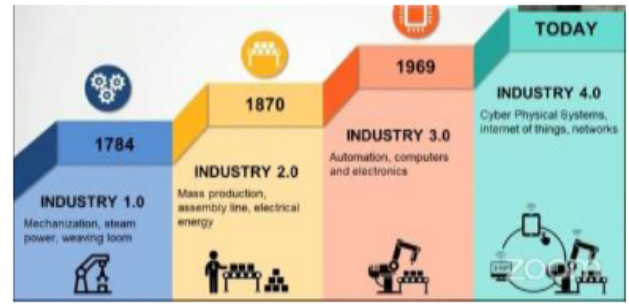 1784
INDUSTRY 1.0
Mechanization, steam
power, weaving loom
1870
INDUSTRY 2.0
Mass production,
assembly line, electrical
energy
1969
INDUSTRY 3.0
Automation, computers
and electronics
TODAY
INDUSTRY 4.0
Cyber Physical Systems,
internet of things, networks
zoom